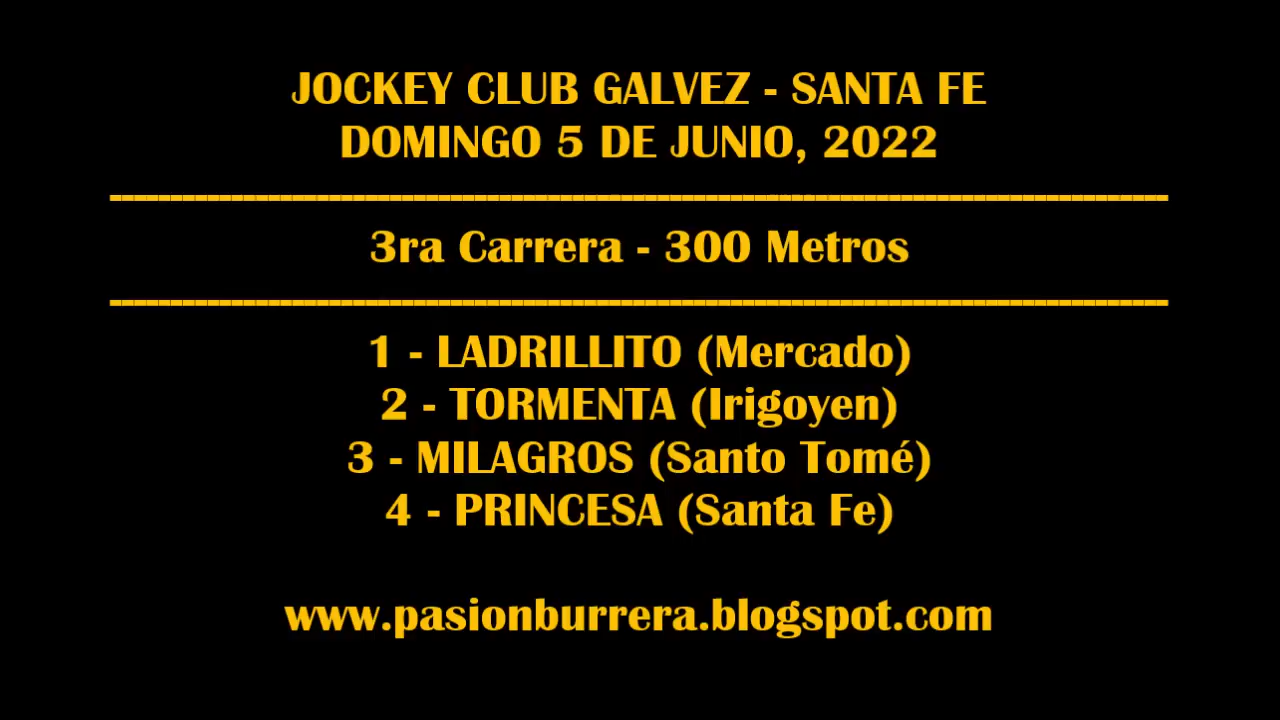 JOCKEY CLUB GALVEZ - SANTA FE
DOMINGO 5 DE JUNIO, 2022
3ra Carrera - 300 Metros
1 - LADRILLITO (Mercado)
2 - TORMENTA (Irigoyen)
3 - MILAGROS (Santo Tomé)
4 - PRINCESA (Santa Fe)
www.pasionburrera.blogspot.com